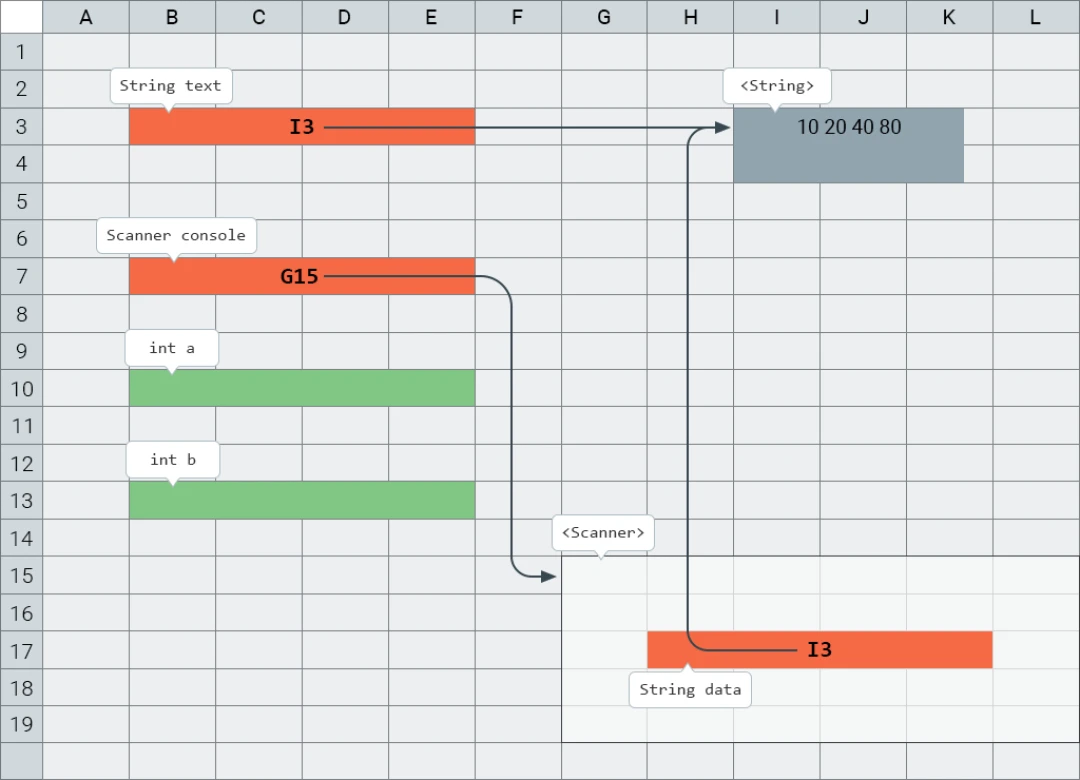 A B C D E F G H I J K L
1
2
String text <String>
3 I3 10 20 40 80
4
5
6 Scanner console
7 G15
8
9 int a
10
11
12 int b
13
14 <Scanner>
15
16
17 I3
18 String data
19